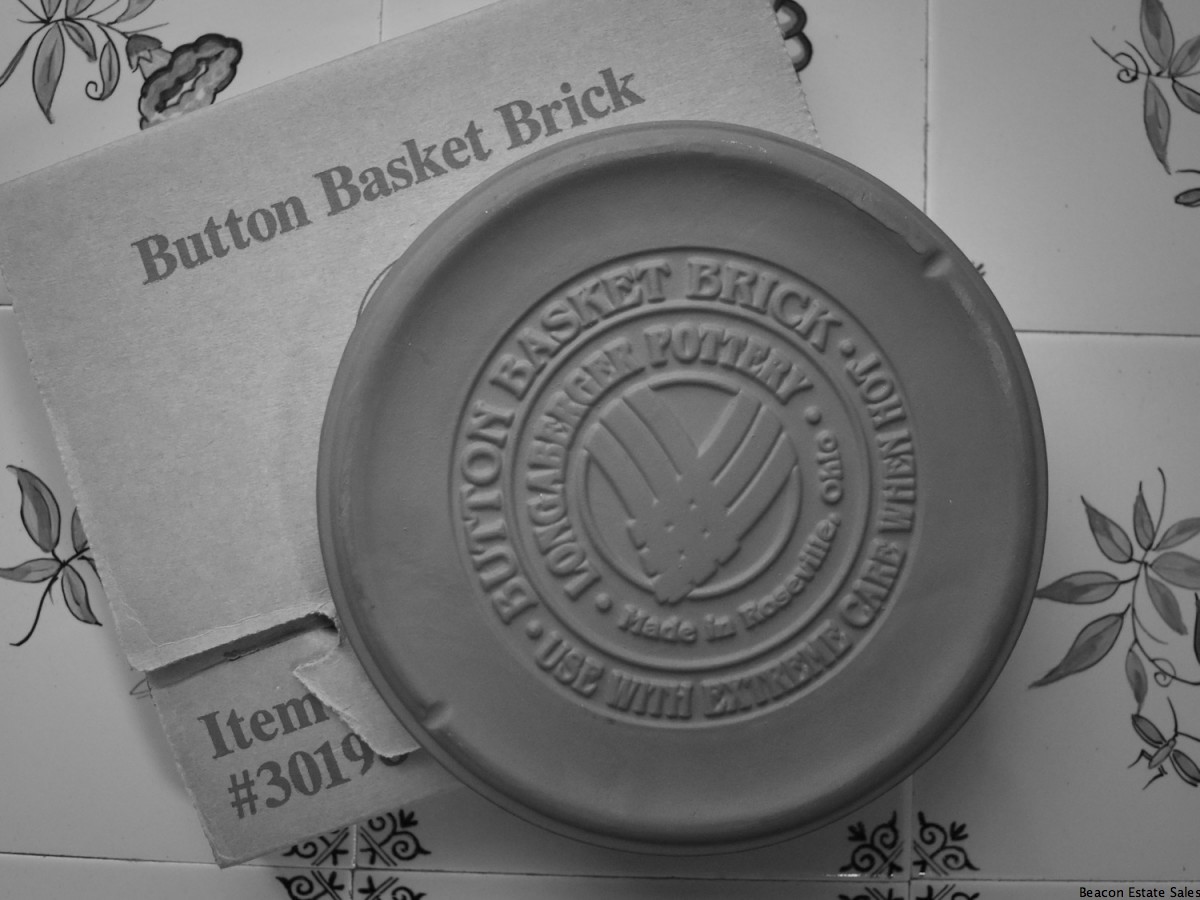 Button Basket Brick
Item
#3019
BUTTON BASKET BRICK • USE WITH EXTREME CARE WHEN HOT •
LONGABERGER POTTERY • Made in Roseville, OHIO •
Beacon Estate Sales